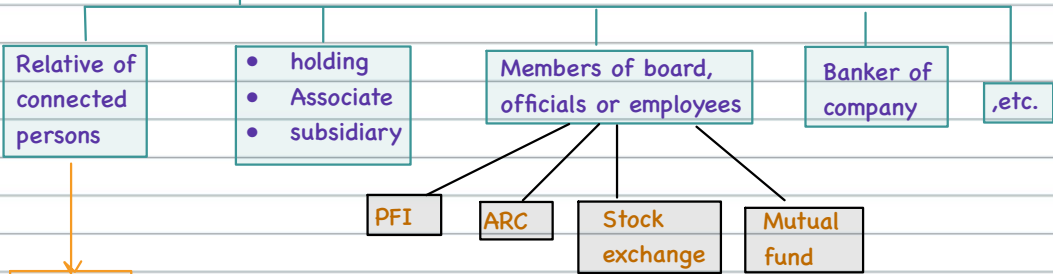 Relative of
connected
persons
• holding
• Associate
• subsidiary
Members of board,
officials or employees
Banker of
company
,etc.
PFI
ARC
Stock
exchange
Mutual
fund